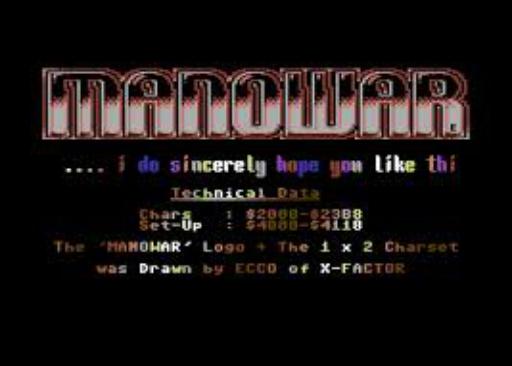 MANOWAR
.... i do sincerely hope you like thi
Technical Data
Chars : $2000-$23B8
Set-Up : $4000-$4118
The 'MANOWAR' Logo + The 1 x 2 Charset
was Drawn by ECCO of X-FACTOR